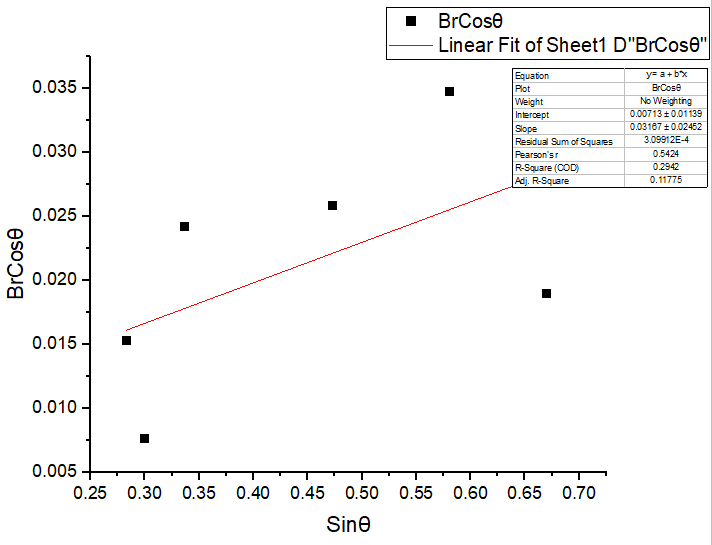 BrCosθ
Linear Fit of Sheet1 D"BrCosθ"
Equation y = a + b*x
Plot BrCosθ
Weight No Weighting
Intercept 0.00713 ± 0.01139
Slope 0.03167 ± 0.02452
Residual Sum of Squares 3.09912E-4
Pearson's r 0.5424
R-Square (COD) 0.2942
Adj. R-Square 0.11775
0.035
0.030
0.025
0.020
0.015
0.010
0.005
BrCosθ
0.25 0.30 0.35 0.40 0.45 0.50 0.55 0.60 0.65 0.70
Sinθ